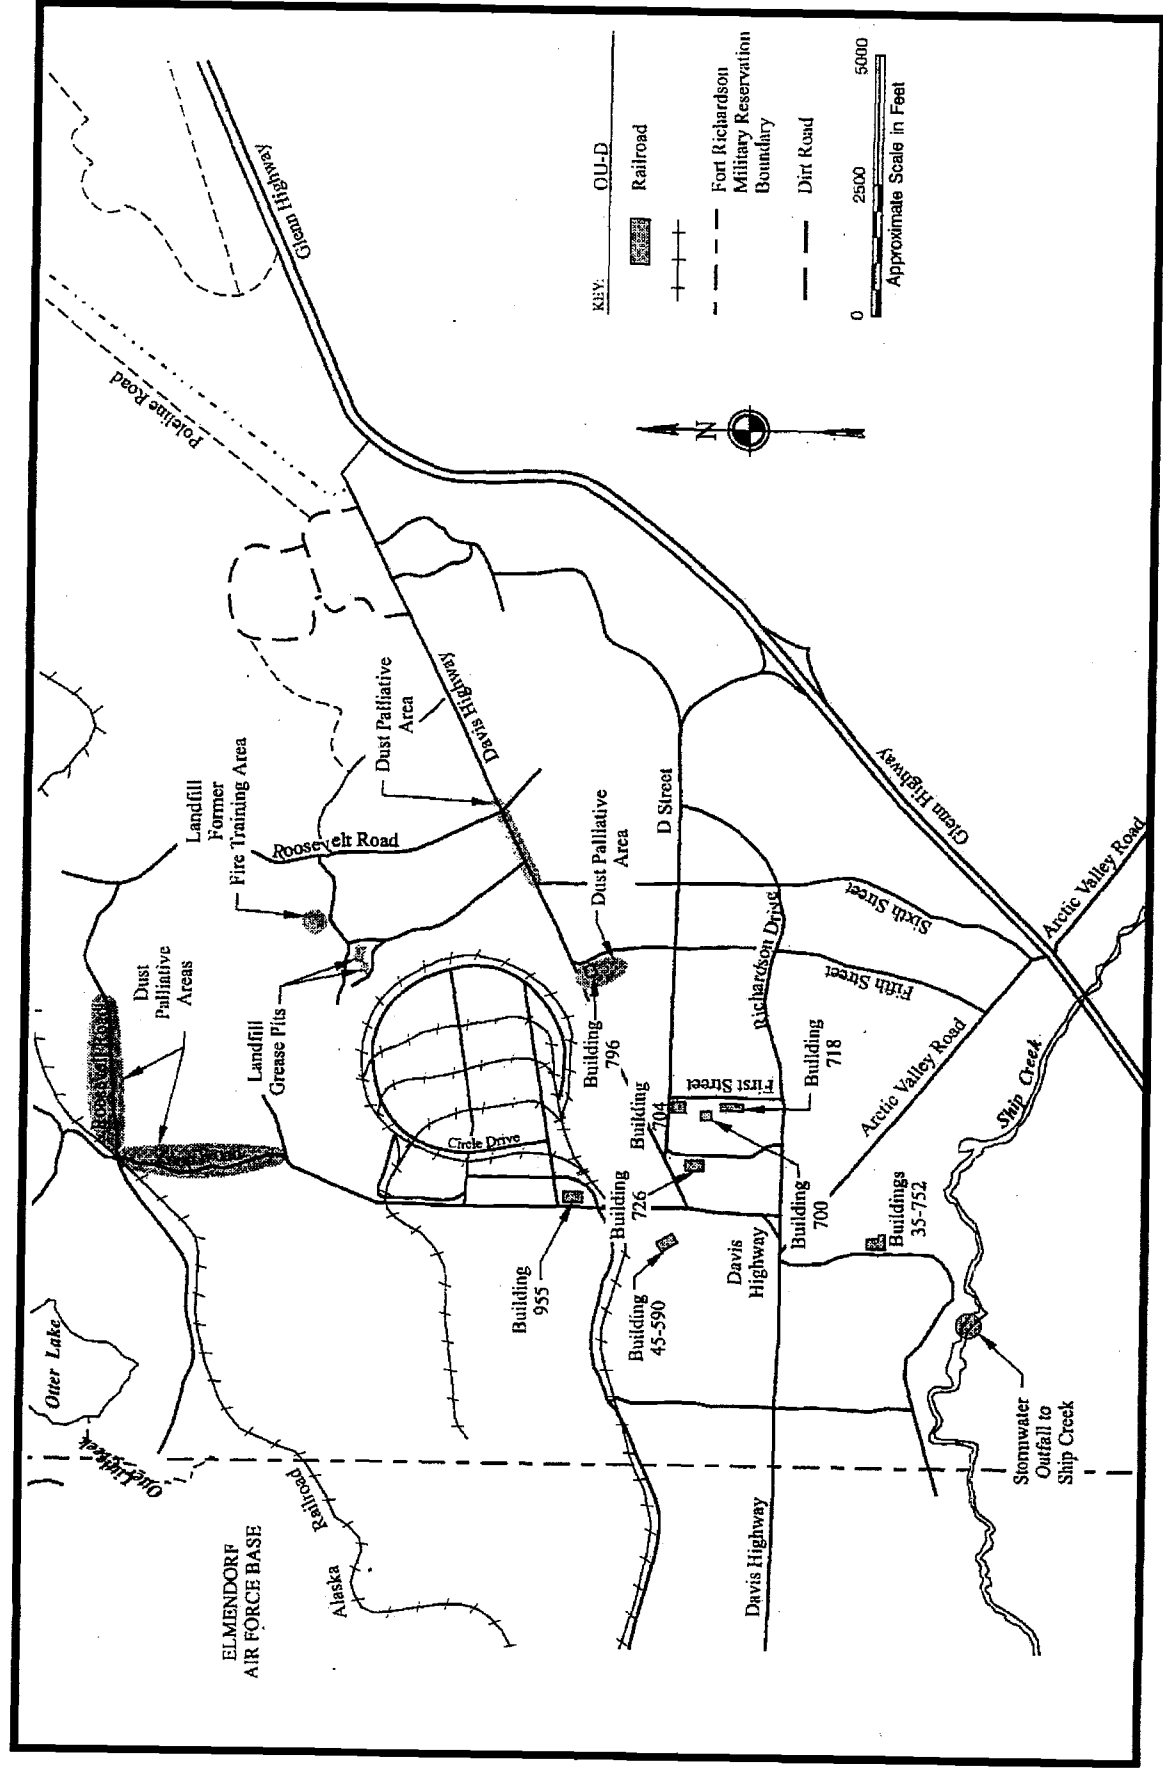 Glenn Highway
Poleline Road
KEY:
OU-D
Railroad
Fort Richardson
Military Reservation
Boundary
Dirt Road
0
2500
5000
Approximate Scale in Feet
N
Landfill
Former
Fire Training Area
Roosevelt Road
Dust Palliative
Area
Davis Highway
D Street
Dust Palliative
Area
Glenn Highway
Arctic Valley Road
Sixth Street
Richardson Drive
Fifth Street
Dust
Palliative
Areas
Landfill
Grease Pits
Circle Drive
Building
796
Building
704
First Street
Building
718
Arctic Valley Road
Ship Creek
Building
726
Building
700
Buildings
35-752
Building
955
Building
45-590
Davis
Highway
Otter Lake
Stormwater
Outfall to
Ship Creek
Davis Highway
ELMENDORF
AIR FORCE BASE
Alaska
Railroad